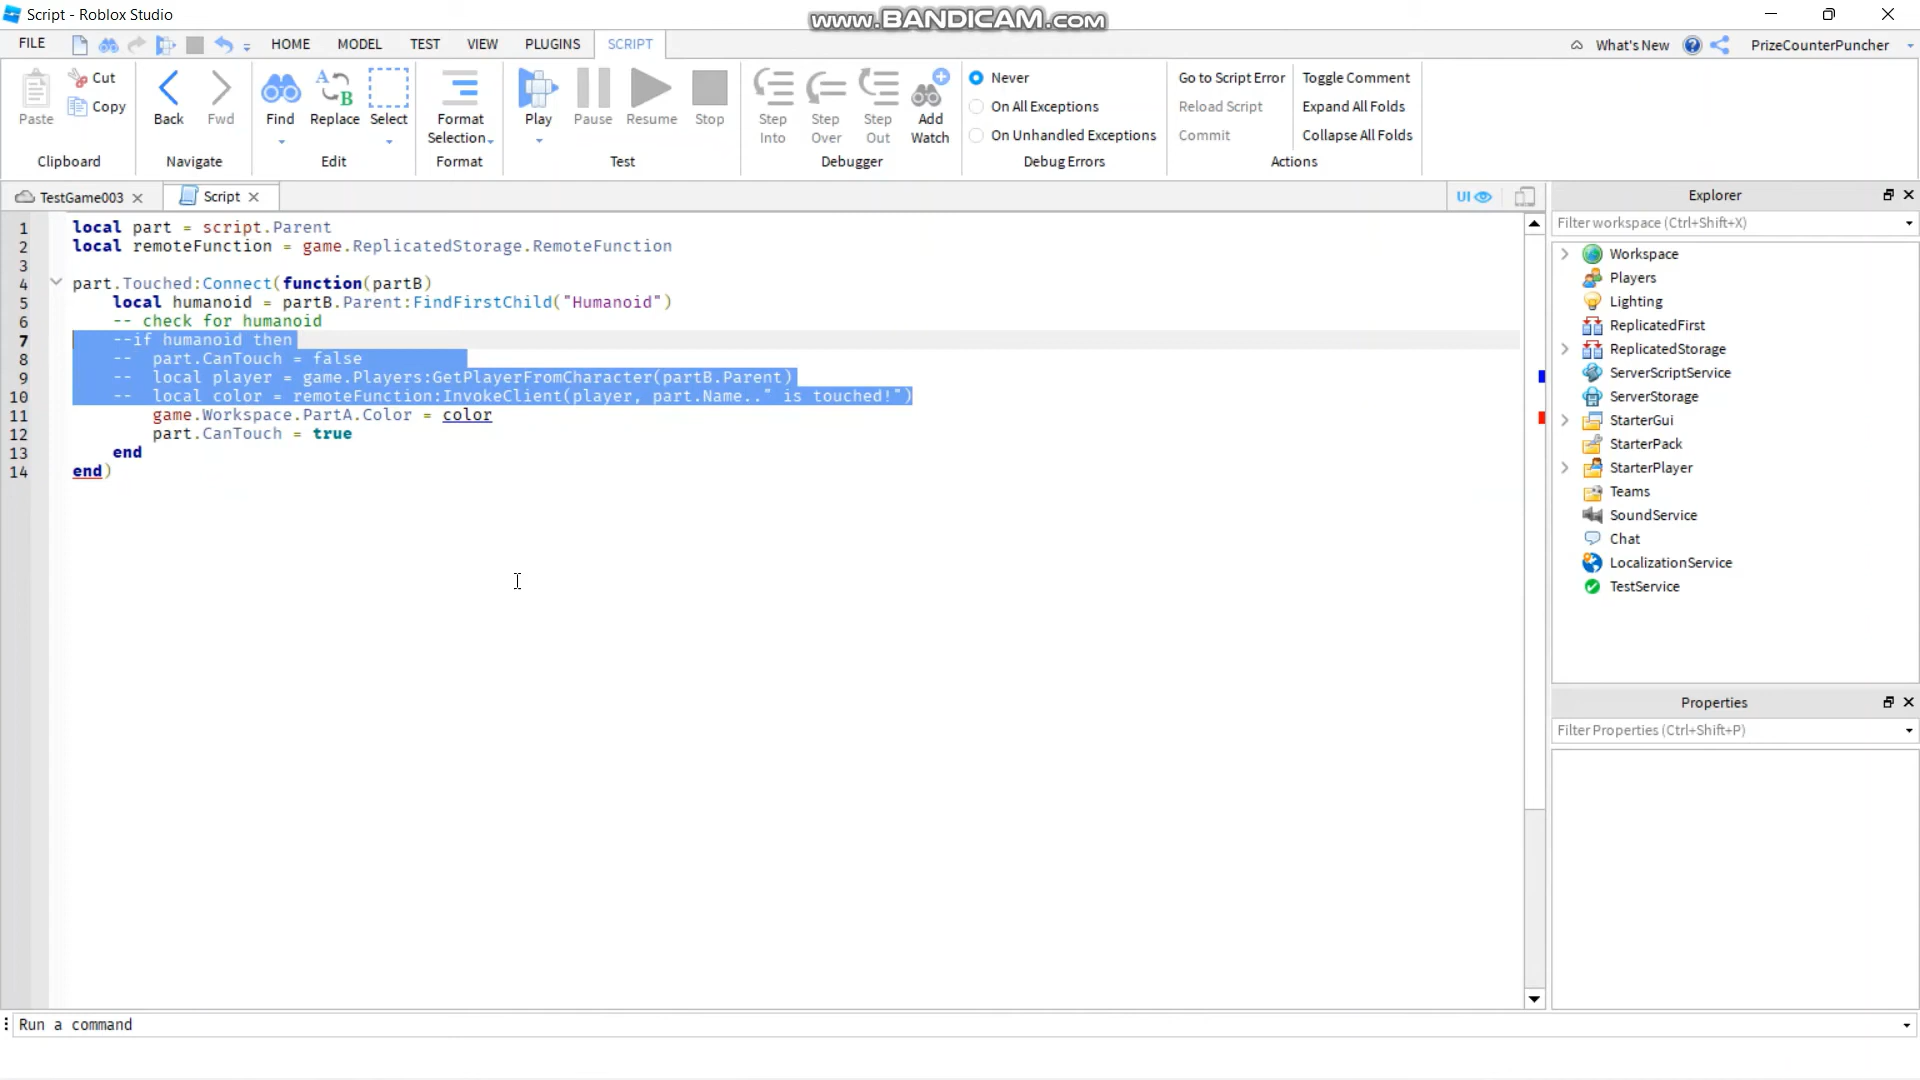 Script - Roblox Studio
www.BANDICAM.com
FILE HOME MODEL TEST VIEW PLUGINS SCRIPT What's New PrizeCounterPuncher
Paste Cut Copy Clipboard
Back Fwd Navigate
Find Replace Select Edit
Format Selection Format
Play Pause Resume Stop Test
Step Into Step Over Step Out Add Watch Debugger
Never
On All Exceptions
On Unhandled Exceptions
Debug Errors
Go to Script Error Toggle Comment
Reload Script Expand All Folds
Commit Collapse All Folds
Actions
TestGame003 Script UI
1 local part = script.Parent
2 local remoteFunction = game.ReplicatedStorage.RemoteFunction
3
4 part.Touched:Connect(function(partB)
5 local humanoid = partB.Parent:FindFirstChild("Humanoid")
6 -- check for humanoid
7 --if humanoid then
8 -- part.CanTouch = false
9 -- local player = game.Players:GetPlayerFromCharacter(partB.Parent)
10 -- local color = remoteFunction:InvokeClient(player, part.Name.." is touched!")
11 game.Workspace.PartA.Color = color
12 part.CanTouch = true
13 end
14 end)
Explorer
Filter workspace (Ctrl+Shift+X)
Workspace
Players
Lighting
ReplicatedFirst
ReplicatedStorage
ServerScriptService
ServerStorage
StarterGui
StarterPack
StarterPlayer
Teams
SoundService
Chat
LocalizationService
TestService
Properties
Filter Properties (Ctrl+Shift+P)
Run a command